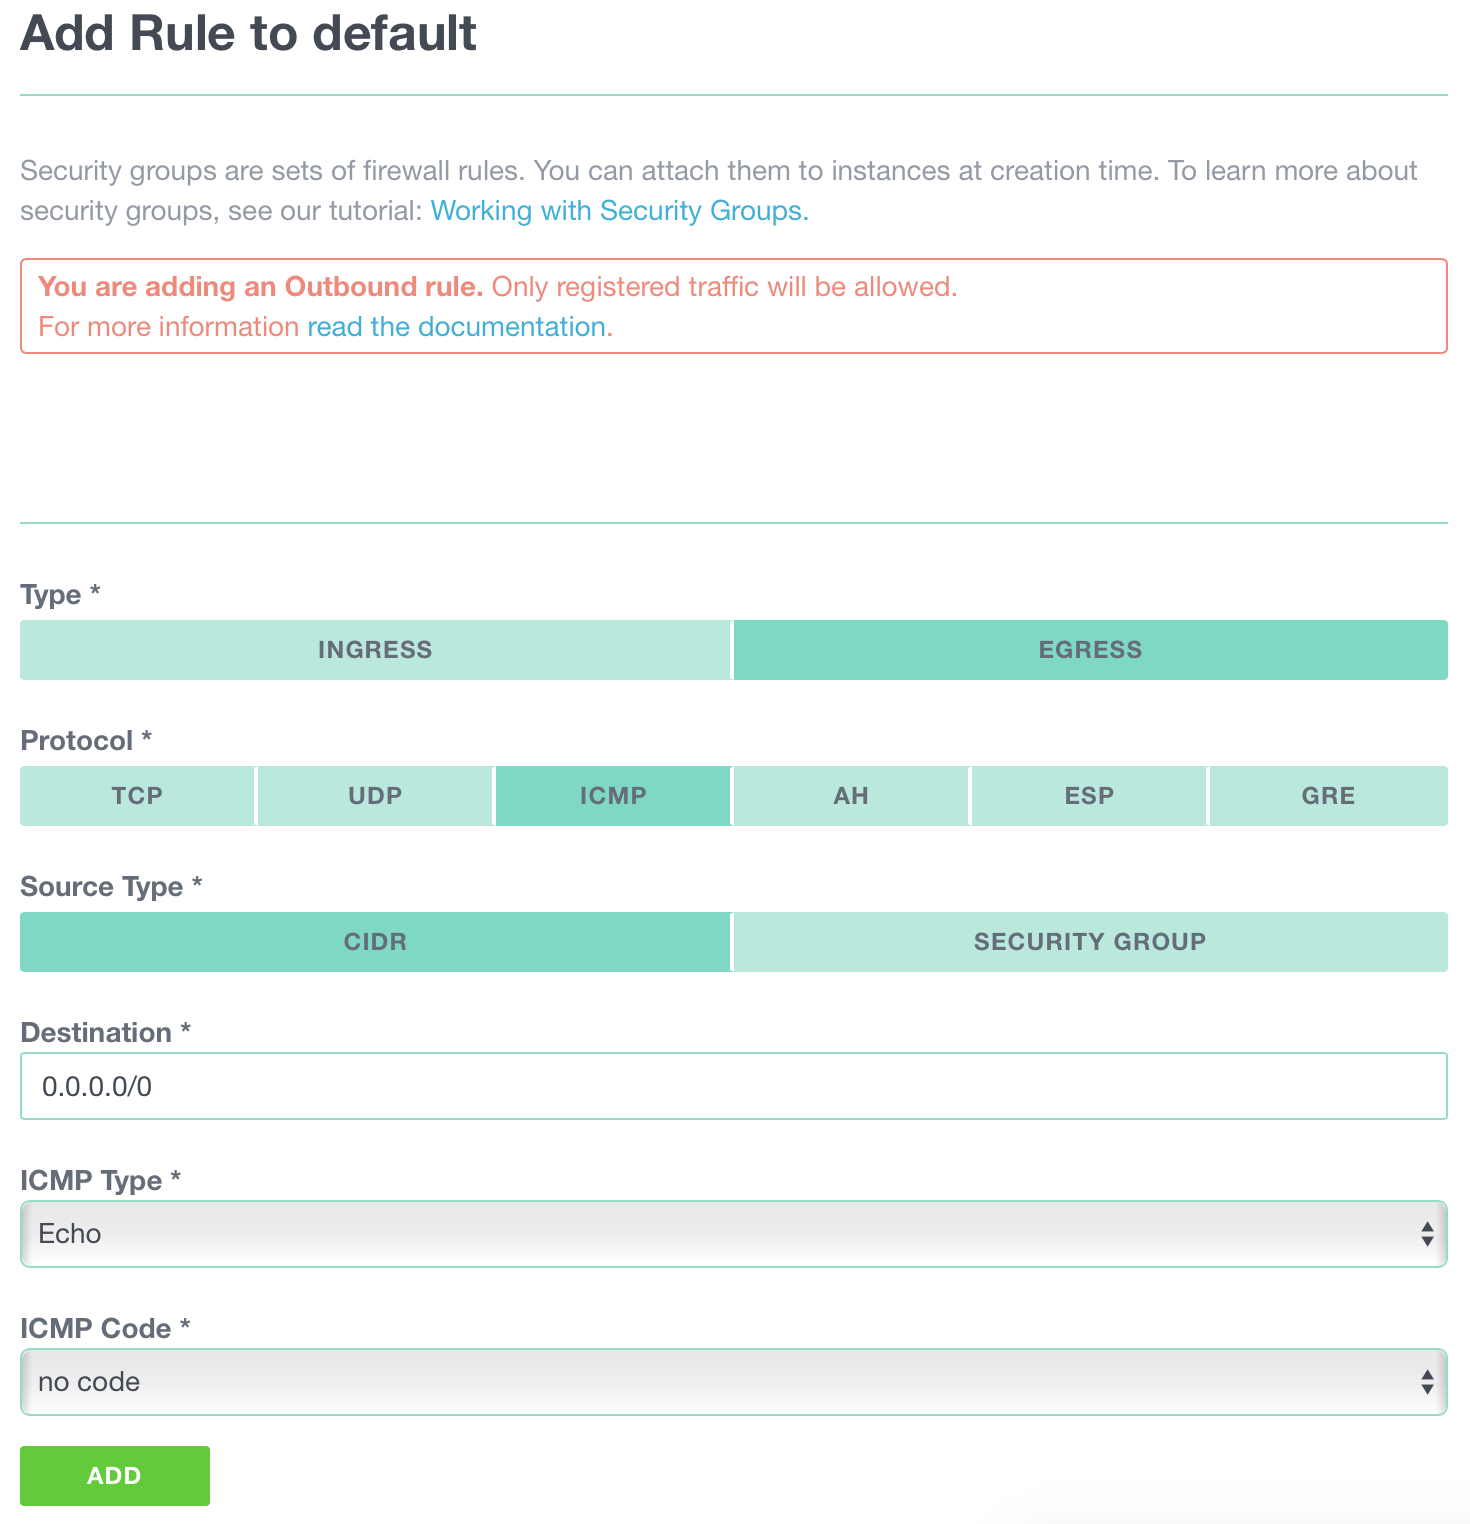 Add Rule to default
Security groups are sets of firewall rules. You can attach them to instances at creation time. To learn more about
security groups, see our tutorial: Working with Security Groups.
You are adding an Outbound rule. Only registered traffic will be allowed.
For more information read the documentation.
Type *
INGRESS EGRESS
Protocol *
TCP UDP ICMP AH ESP GRE
Source Type *
CIDR SECURITY GROUP
Destination *
0.0.0.0/0
ICMP Type *
Echo
ICMP Code *
no code
ADD